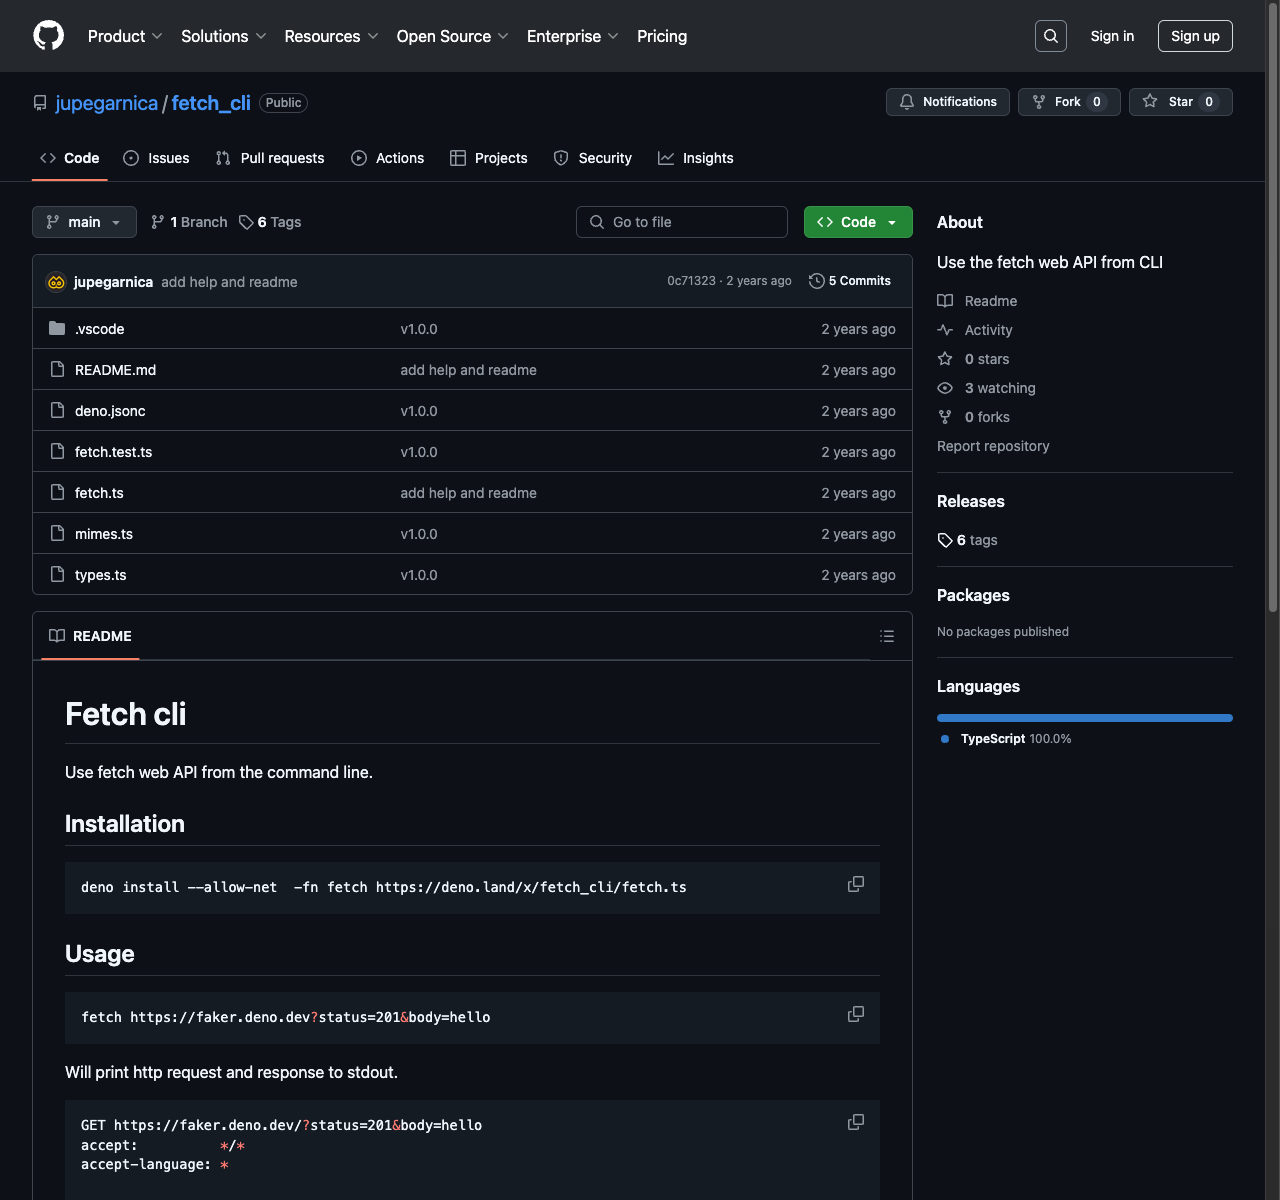 Product Solutions Resources Open Source Enterprise Pricing Sign in Sign up
jupegarnica/fetch_cli Public Notifications Fork 0 Star 0
Code Issues Pull requests Actions Projects Security Insights
main 1 Branch 6 Tags Go to file Code
jupegarnica add help and readme 0c71323 · 2 years ago 5 Commits
.vscode v1.0.0 2 years ago
README.md add help and readme 2 years ago
deno.jsonc v1.0.0 2 years ago
fetch.test.ts v1.0.0 2 years ago
fetch.ts add help and readme 2 years ago
mimes.ts v1.0.0 2 years ago
types.ts v1.0.0 2 years ago
README
Fetch cli
Use fetch web API from the command line.
Installation
deno install --allow-net  -fn fetch https://deno.land/x/fetch_cli/fetch.ts
Usage
fetch https://faker.deno.dev?status=201&body=hello
Will print http request and response to stdout.
GET https://faker.deno.dev/?status=201&body=hello
accept:          */*
accept-language: *
About
Use the fetch web API from CLI
Readme
Activity
0 stars
3 watching
0 forks
Report repository
Releases
6 tags
Packages
No packages published
Languages
TypeScript 100.0%